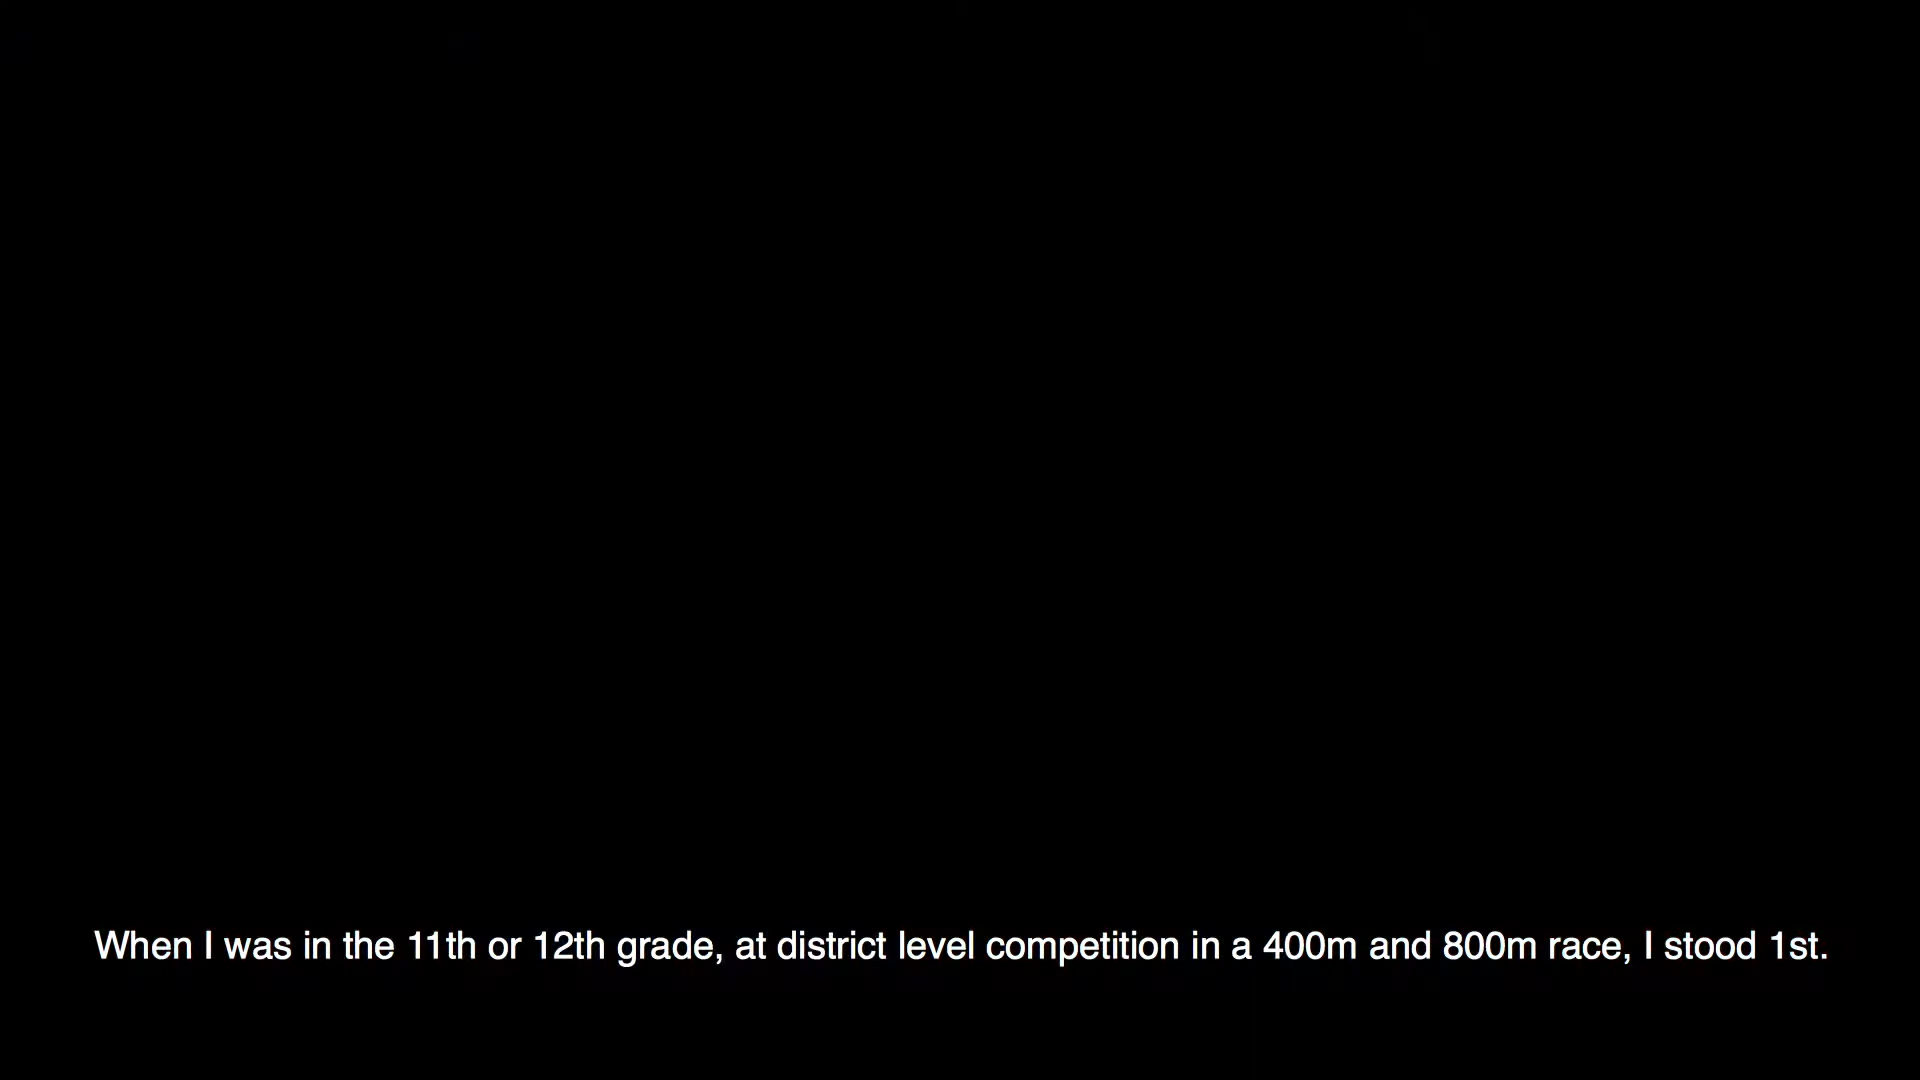 When I was in the 11th or 12th grade, at district level competition in a 400m and 800m race, I stood 1st.